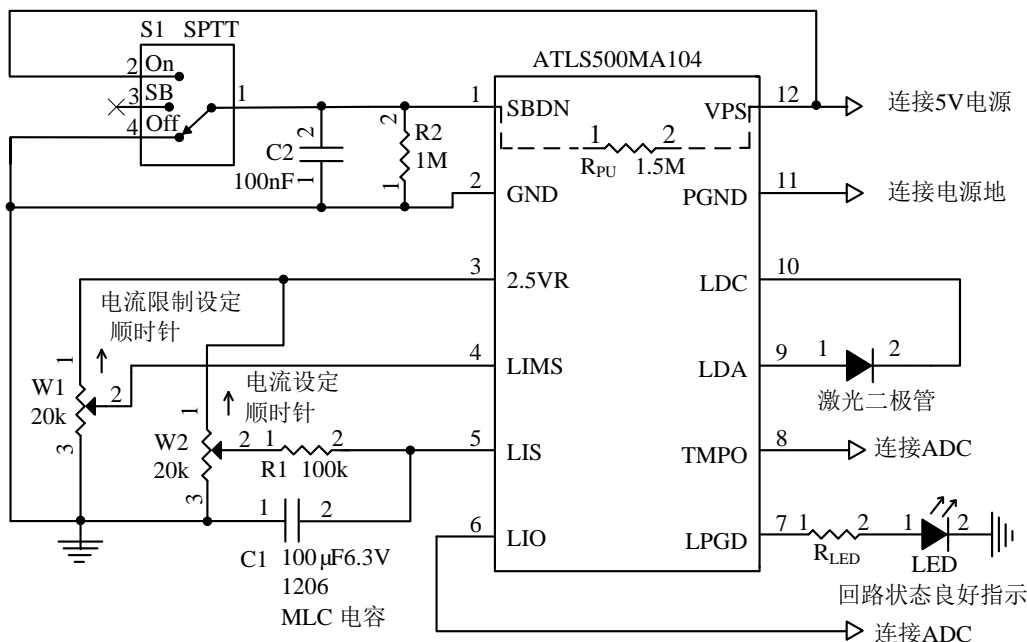 S1 SPTT
2 On
3 SB
4 Off
1
C2
100nF
2
1
R2
1M
2
1
ATLS500MA104
1 SBDN
2 GND
3 2.5VR
4 LIMS
5 LIS
6 LIO
VPS 12
PGND 11
LDC 10
LDA 9
TMPO 8
LPGD 7
1 2
RPU 1.5M
连接5V电源
连接电源地
1 2
激光二极管
连接ADC
1 2
RLED
1 2
LED
回路状态良好指示
连接ADC
电流限制设定
顺时针
1
W1
20k
2
3
电流设定
顺时针
1
W2
20k
2
3
1 2
R1 100k
1 2
C1 100μF6.3V
1206
MLC 电容